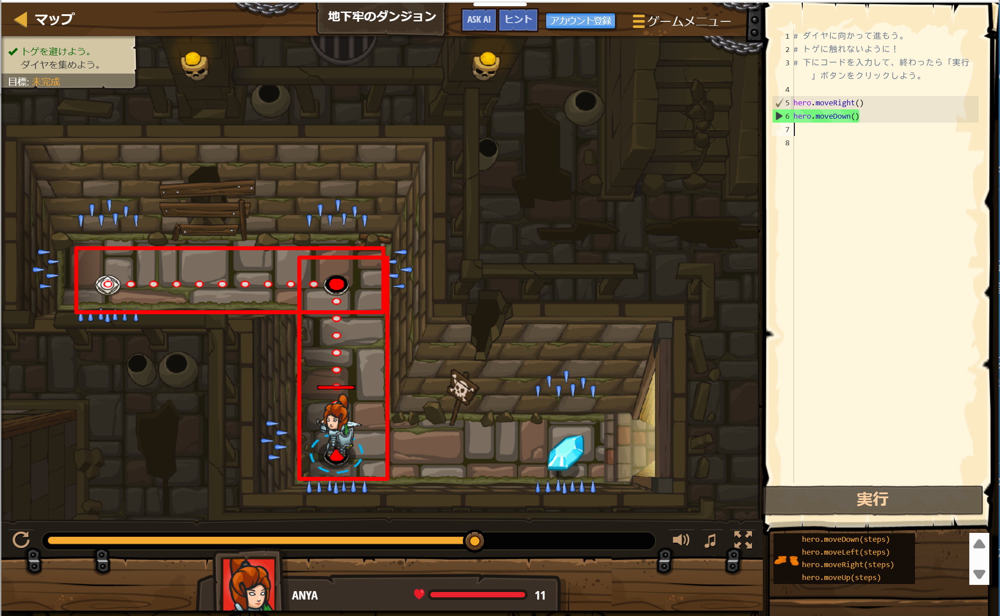 マップ
地下牢のダンジョン
ASK AI
ヒント
アカウント登録
ゲームメニュー
トゲを避けよう。
ダイヤを集めよう。
目標: 未完成
1 # ダイヤに向かって進もう。
2 # トゲに触れないように！
3 # 下にコードを入力して、終わったら「実行
」ボタンをクリックしよう。
4
5 hero.moveRight()
6 hero.moveDown()
7
8
実行
hero.moveDown(steps)
hero.moveLeft(steps)
hero.moveRight(steps)
hero.moveUp(steps)
ANYA
11